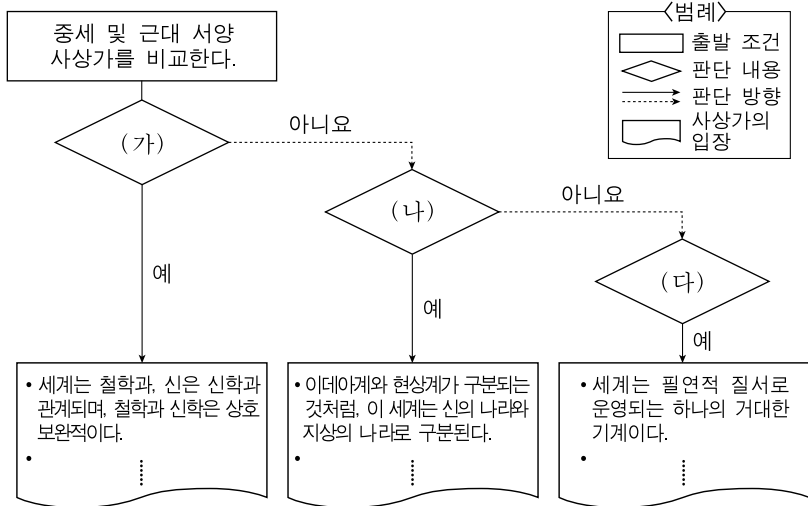 중세 및 근대 서양
사상가를 비교한다.
〈범례〉
출발 조건
판단 내용
판단 방향
사상가의
입장
(가)
아니요
예
(나)
아니요
예
(다)
예
• 세계는 철학과, 신은 신학과
관계되며, 철학과 신학은 상호
보완적이다.
•
• 이데아계와 현상계가 구분되는
것처럼, 이 세계는 신의 나라와
지상의 나라로 구분된다.
•
• 세계는 필연적 질서로
운영되는 하나의 거대한
기계이다.
•